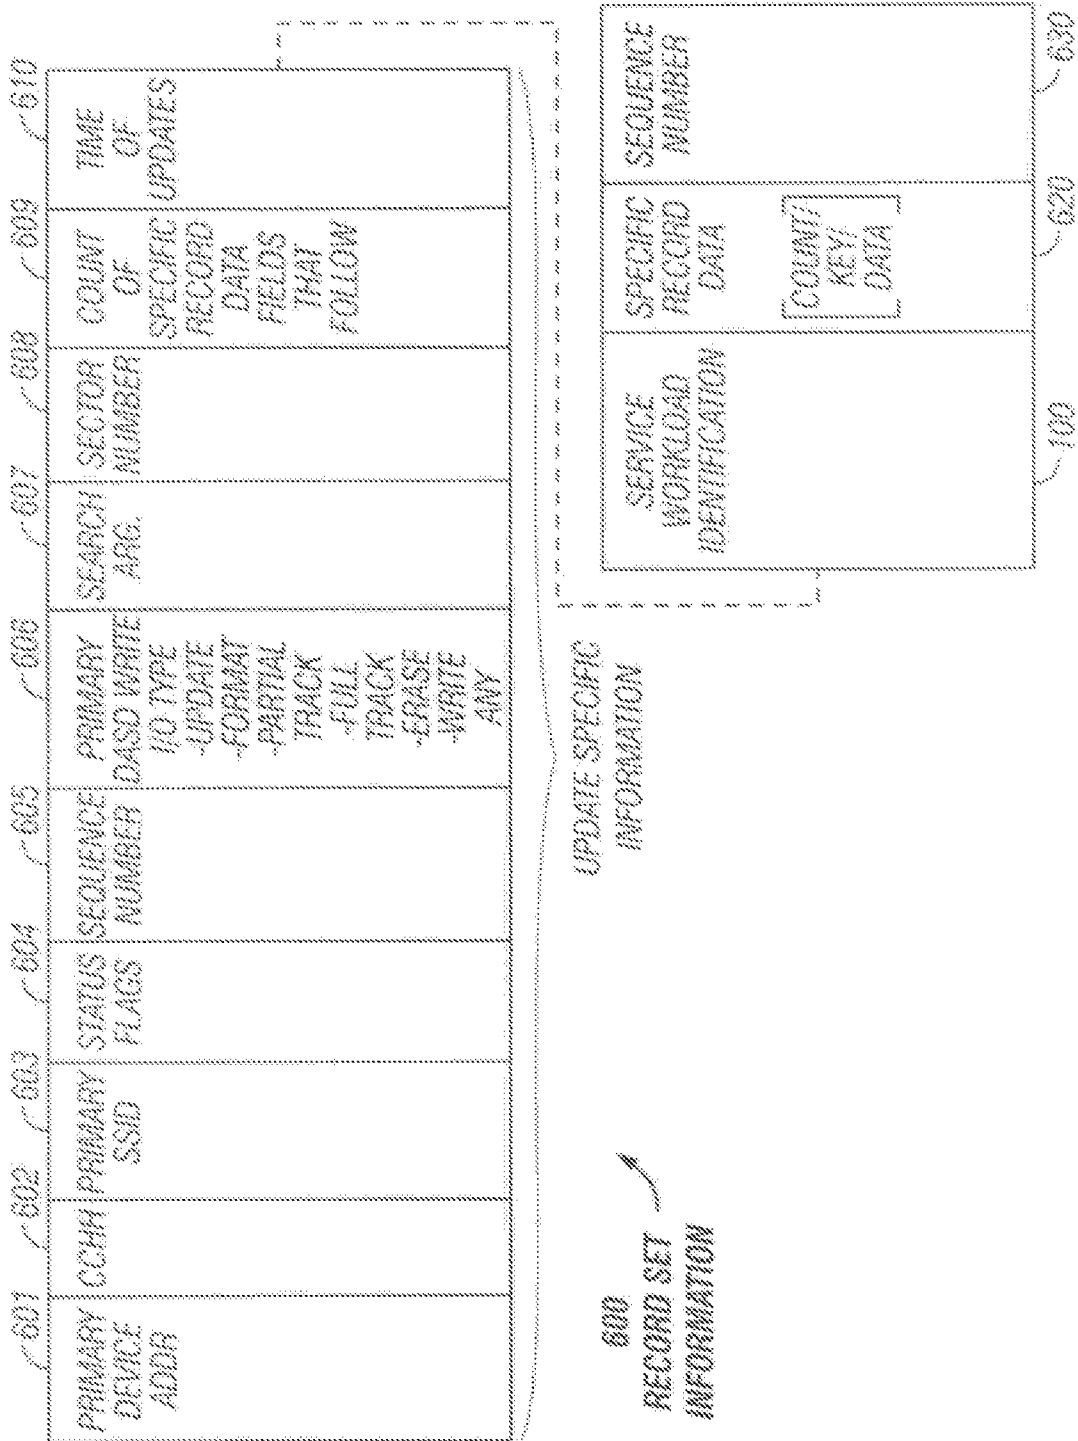 601
602
603
604
605
606
607
608
609
610
PRIMARY
DEVICE
ADDR
CCHH
PRIMARY
SSID
STATUS
FLAGS
SEQUENCE
NUMBER
PRIMARY
DASD WRITE
I/O TYPE
-UPDATE
-FORMAT
-PARTIAL
TRACK
-FULL
TRACK
-ERASE
-WRITE
ANY
SEARCH
ARG.
SECTOR
NUMBER
COUNT
OF
SPECIFIC
RECORD
DATA
FIELDS
THAT
FOLLOW
TIME
OF
UPDATES
UPDATE SPECIFIC
INFORMATION
600
RECORD SET
INFORMATION
SERVICE
WORKLOAD
IDENTIFICATION
SPECIFIC
RECORD
DATA
COUNT/
KEY/
DATA
SEQUENCE
NUMBER
100
620
630